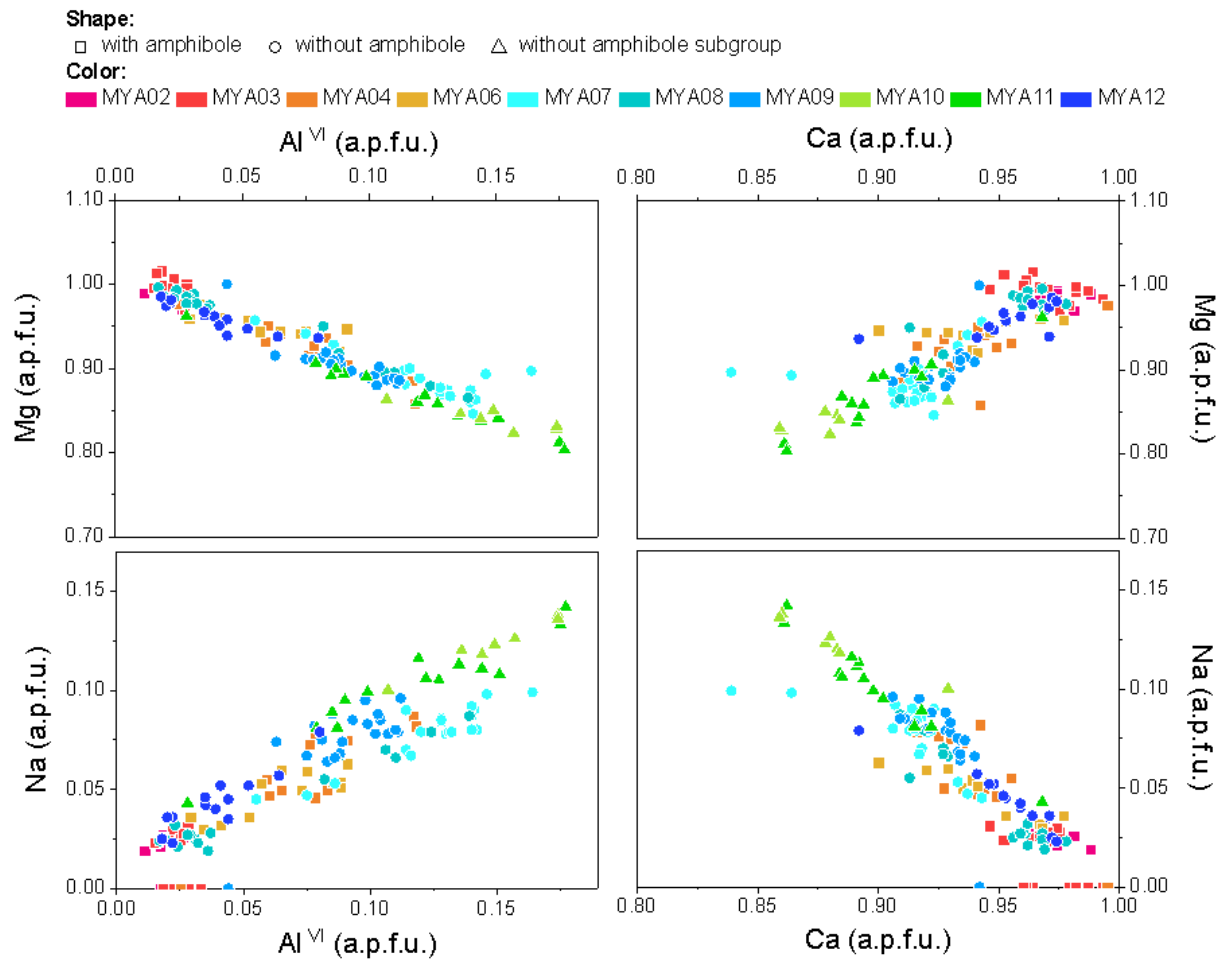 Shape:
with amphibole without amphibole without amphibole subgroup
Color:
MYA02 MYA03 MYA04 MYA06 MYA07 MYA08 MYA09 MYA10 MYA11 MYA12
Al VI (a.p.f.u.) Ca (a.p.f.u.)
0.00 0.05 0.10 0.15 0.80 0.85 0.90 0.95 1.00
1.10 1.10
1.00 1.00
0.90 0.90
0.80 0.80
0.70 0.70
Mg (a.p.f.u.) Mg (a.p.f.u.)
0.15 0.15
0.10 0.10
0.05 0.05
0.00 0.00
Na (a.p.f.u.) Na (a.p.f.u.)
0.00 0.05 0.10 0.15 0.80 0.85 0.90 0.95 1.00
Al VI (a.p.f.u.) Ca (a.p.f.u.)